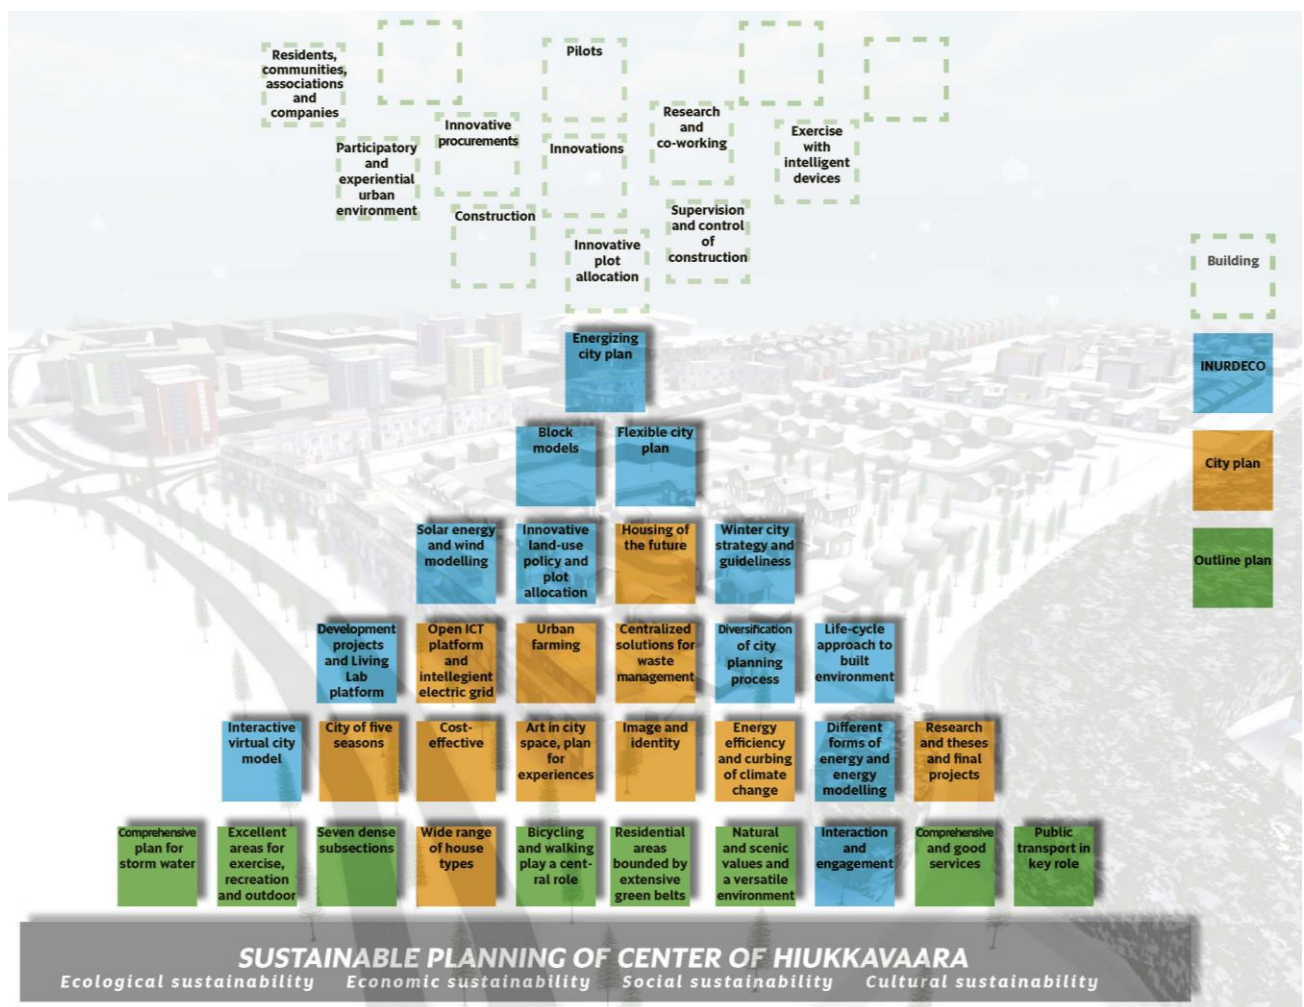 Residents,
communities,
associations
and
companies
Pilots
Innovative
procurements
Research
and
co-working
Participatory
and
experiential
urban
environment
Innovations
Exercise
with
intelligent
devices
Construction
Supervision
and control
of
construction
Innovative
plot
allocation
Building
Energizing
city plan
INURDECO
Block
models
Flexible city
plan
City plan
Solar energy
and wind
modelling
Innovative
land-use
policy and
plot
allocation
Housing of
the future
Winter city
strategy and
guideliness
Outline plan
Development
projects
and Living
Lab
platform
Open ICT
platform
and
intellegient
electric grid
Urban
farming
Centralized
solutions for
waste
management
Diversification
of city
planning
process
Life-cycle
approach to
built
environment
Interactive
virtual city
model
City of five
seasons
Cost-
effective
Art in city
space, plan
for
experiences
Image and
identity
Energy
efficiency
and curbing
of climate
change
Different
forms of
energy and
energy
modelling
Research
and theses
and final
projects
Comprehensive
plan for
storm water
Excellent
areas for
exercise,
recreation
and outdoor
Seven dense
subsections
Wide range
of house
types
Bicycling
and walking
play a cent-
ral role
Residential
areas
bounded by
extensive
green belts
Natural
and scenic
values and
a versatile
environment
Interaction
and
engagement
Comprehensive
and good
services
Public
transport in
key role
SUSTAINABLE PLANNING OF CENTER OF HIUKKAVAARA
Ecological sustainability Economic sustainability Social sustainability Cultural sustainability